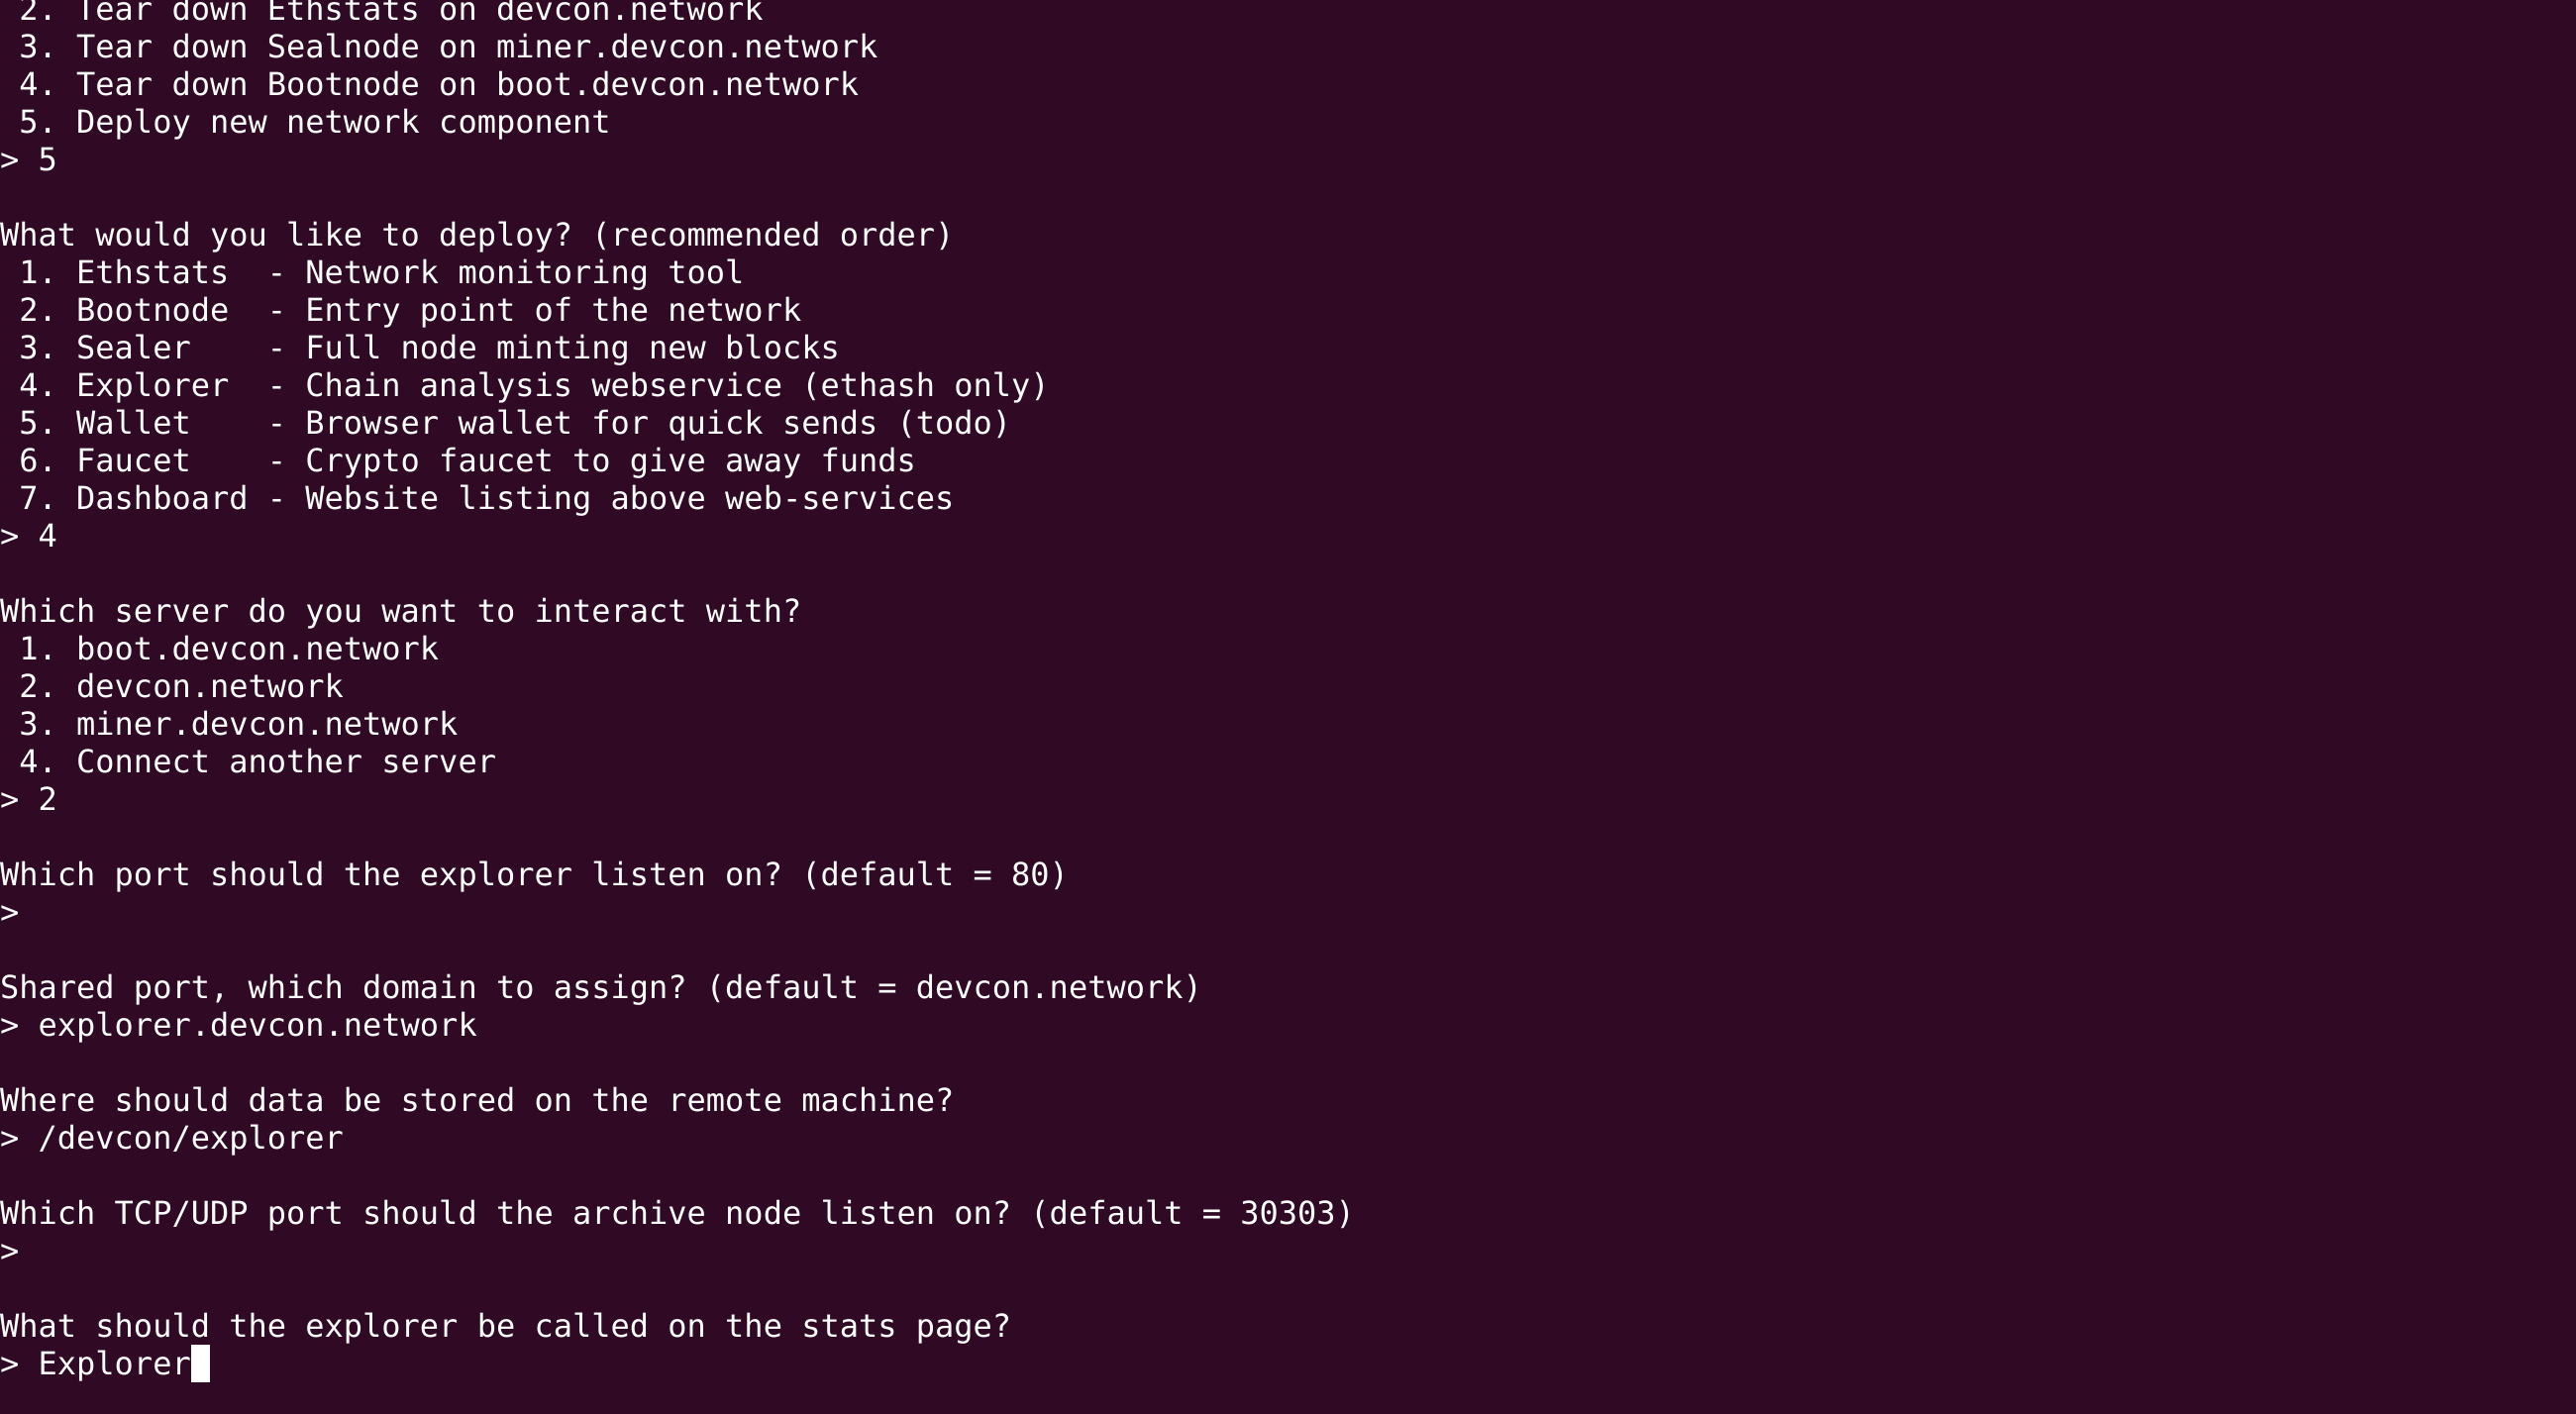 2. Tear down Ethstats on devcon.network
3. Tear down Sealnode on miner.devcon.network
4. Tear down Bootnode on boot.devcon.network
5. Deploy new network component
> 5
What would you like to deploy? (recommended order)
1. Ethstats  - Network monitoring tool
2. Bootnode  - Entry point of the network
3. Sealer    - Full node minting new blocks
4. Explorer  - Chain analysis webservice (ethash only)
5. Wallet    - Browser wallet for quick sends (todo)
6. Faucet    - Crypto faucet to give away funds
7. Dashboard - Website listing above web-services
> 4
Which server do you want to interact with?
1. boot.devcon.network
2. devcon.network
3. miner.devcon.network
4. Connect another server
> 2
Which port should the explorer listen on? (default = 80)
>
Shared port, which domain to assign? (default = devcon.network)
> explorer.devcon.network
Where should data be stored on the remote machine?
> /devcon/explorer
Which TCP/UDP port should the archive node listen on? (default = 30303)
>
What should the explorer be called on the stats page?
> Explorer